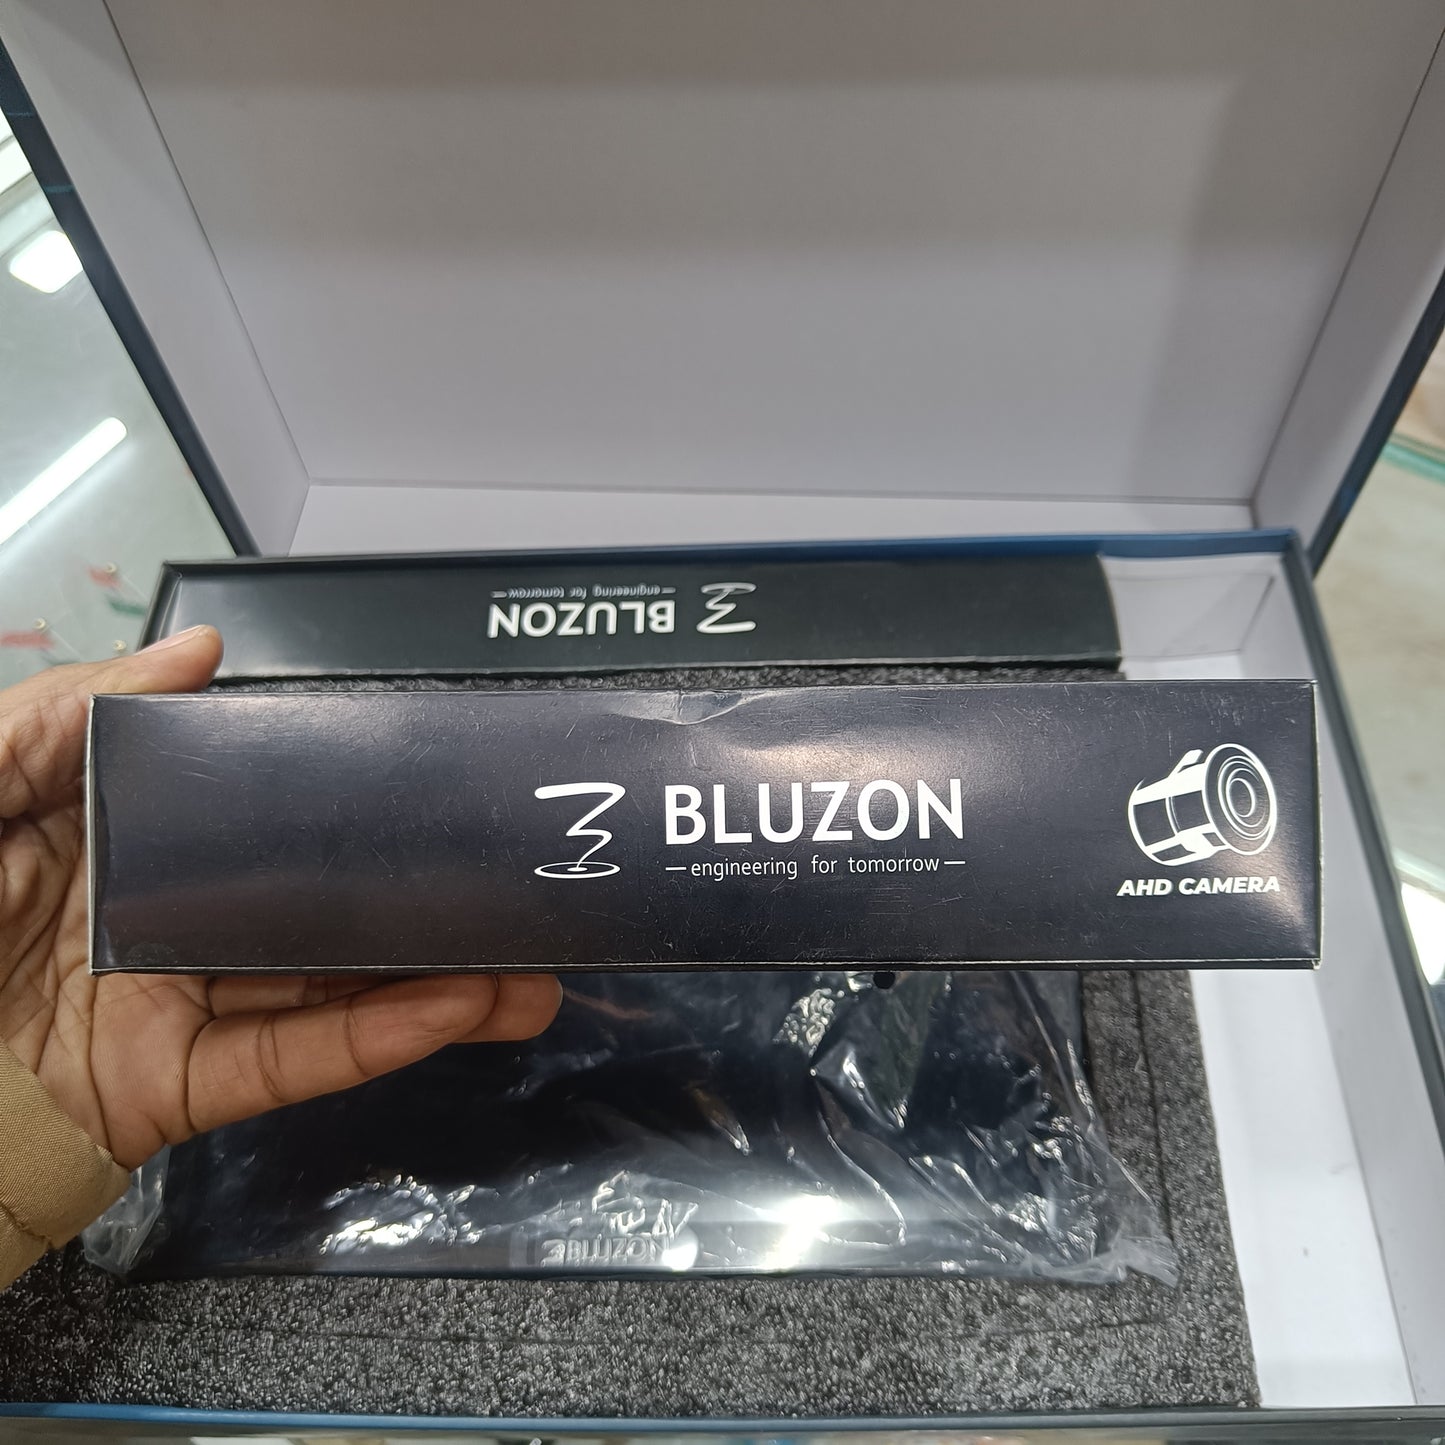 BLUZON
engineering for tomorrow
BLUZON
engineering for tomorrow
AHD CAMERA
BLUZON